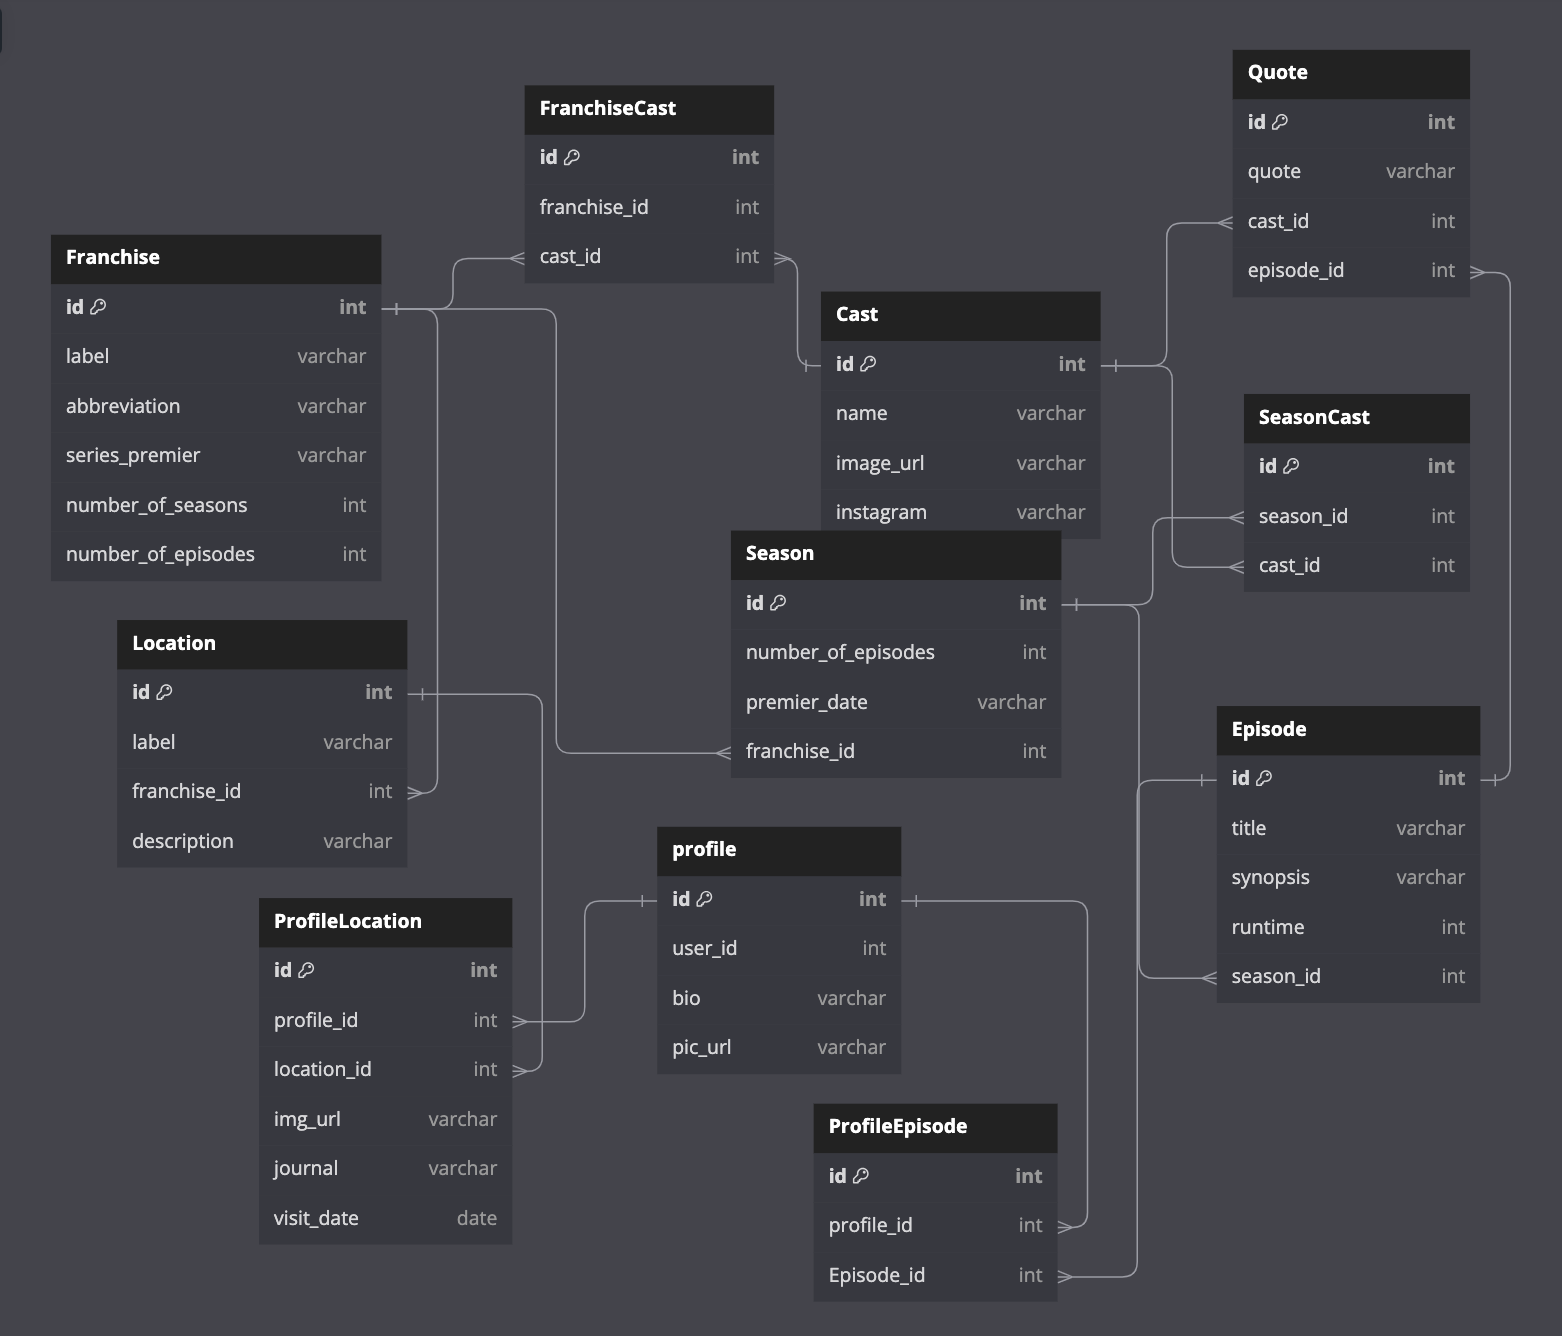 Franchise
id int
label varchar
abbreviation varchar
series_premier varchar
number_of_seasons int
number_of_episodes int
FranchiseCast
id int
franchise_id int
cast_id int
Cast
id int
name varchar
image_url varchar
instagram varchar
Quote
id int
quote varchar
cast_id int
episode_id int
SeasonCast
id int
season_id int
cast_id int
Season
id int
number_of_episodes int
premier_date varchar
franchise_id int
Location
id int
label varchar
franchise_id int
description varchar
Episode
id int
title varchar
synopsis varchar
runtime int
season_id int
profile
id int
user_id int
bio varchar
pic_url varchar
ProfileLocation
id int
profile_id int
location_id int
img_url varchar
journal varchar
visit_date date
ProfileEpisode
id int
profile_id int
Episode_id int